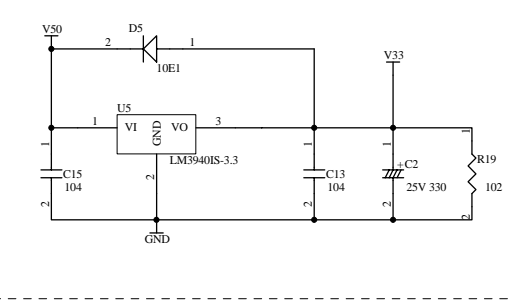 V50
D5
2
1
10E1
V33
U5
1
VI
GND
VO
3
LM3940IS-3.3
2
1
C15
104
2
1
C13
104
2
1
+
C2
25V 330
2
1
R19
102
2
GND